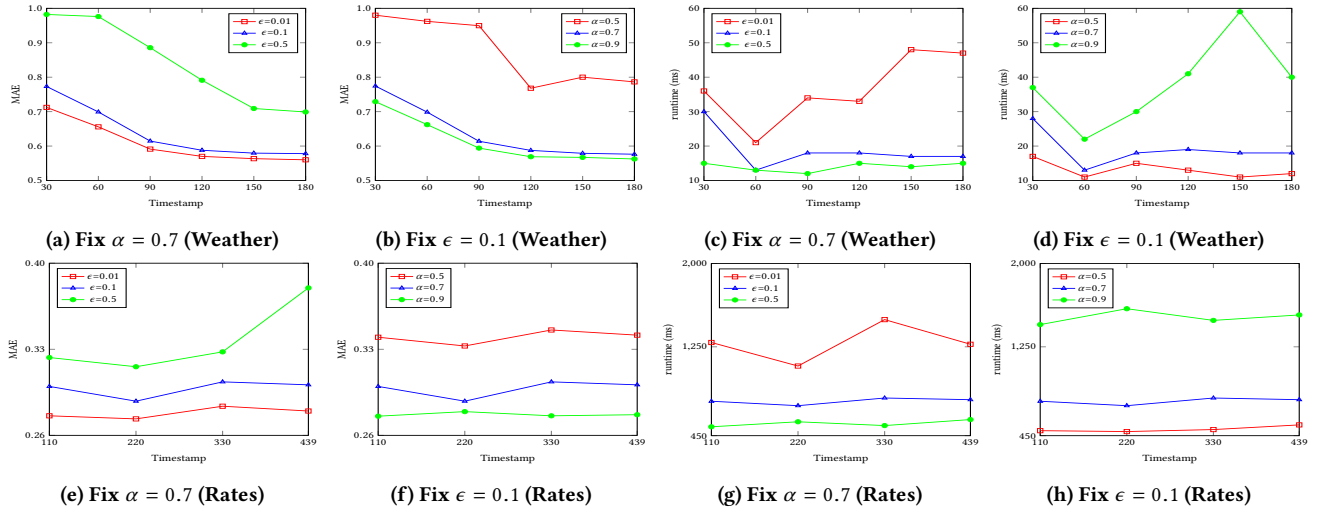 1.0
0.9
0.8
0.7
0.6
0.5
MAE
30 60 90 120 150 180
Timestamp
ϵ=0.01
ϵ=0.1
ϵ=0.5
(a) Fix α = 0.7 (Weather)
1.0
0.9
0.8
0.7
0.6
0.5
MAE
30 60 90 120 150 180
Timestamp
α=0.5
α=0.7
α=0.9
(b) Fix ϵ = 0.1 (Weather)
60
50
40
30
20
10
runtime (ms)
30 60 90 120 150 180
Timestamp
ϵ=0.01
ϵ=0.1
ϵ=0.5
(c) Fix α = 0.7 (Weather)
60
50
40
30
20
10
runtime (ms)
30 60 90 120 150 180
Timestamp
α=0.5
α=0.7
α=0.9
(d) Fix ϵ = 0.1 (Weather)
0.40
0.33
0.26
MAE
110 220 330 439
Timestamp
ϵ=0.01
ϵ=0.1
ϵ=0.5
(e) Fix α = 0.7 (Rates)
0.40
0.33
0.26
MAE
110 220 330 439
Timestamp
α=0.5
α=0.7
α=0.9
(f) Fix ϵ = 0.1 (Rates)
2,000
1,250
450
runtime (ms)
110 220 330 439
Timestamp
ϵ=0.01
ϵ=0.1
ϵ=0.5
(g) Fix α = 0.7 (Rates)
2,000
1,250
450
runtime (ms)
110 220 330 439
Timestamp
α=0.5
α=0.7
α=0.9
(h) Fix ϵ = 0.1 (Rates)